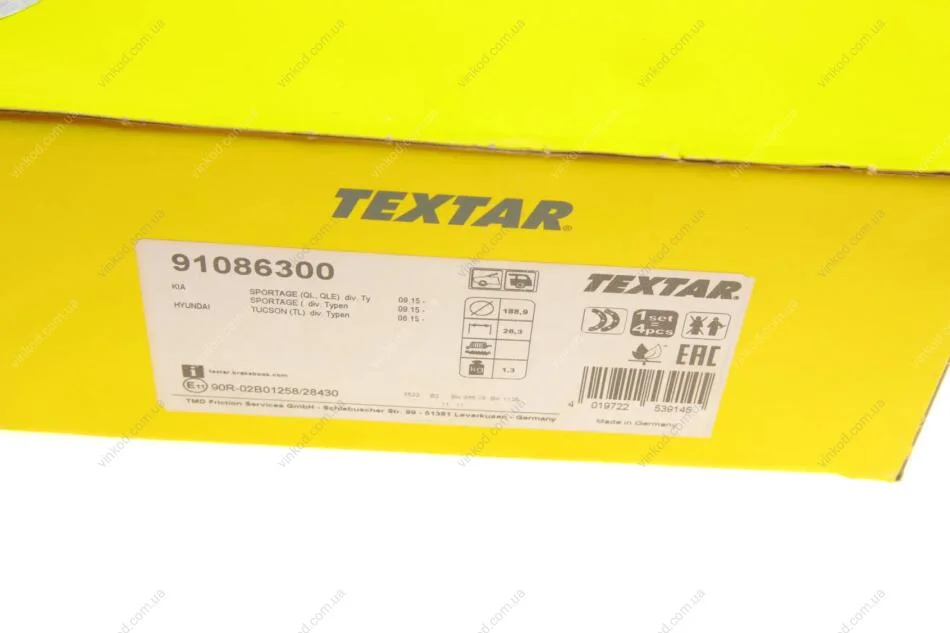 TEXTAR®
91086300
KIA SPORTAGE (QL, QLE) div. Ty 09.15 -
SPORTAGE ( div. Typen 09.15 -
HYUNDAI TUCSON (TL) div. Typen 06.15 -
188,9
26,3
kg 1.3
i textar.brakebook.com
E11 90R-02B01258/28430
TMD Friction Services GmbH - Schlebuscher Str. 99 - 51381 Leverkusen - Germany
TEXTAR®
1 set
=
4 pcs
EAC
4 019722 539146
Made in Germany
vinkod.com.ua